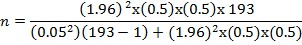 n = (1.96) ²x(0.5)x(0.5)x 193
(0.05²)(193 − 1) + (1.96)²x(0.5)x(0.5)